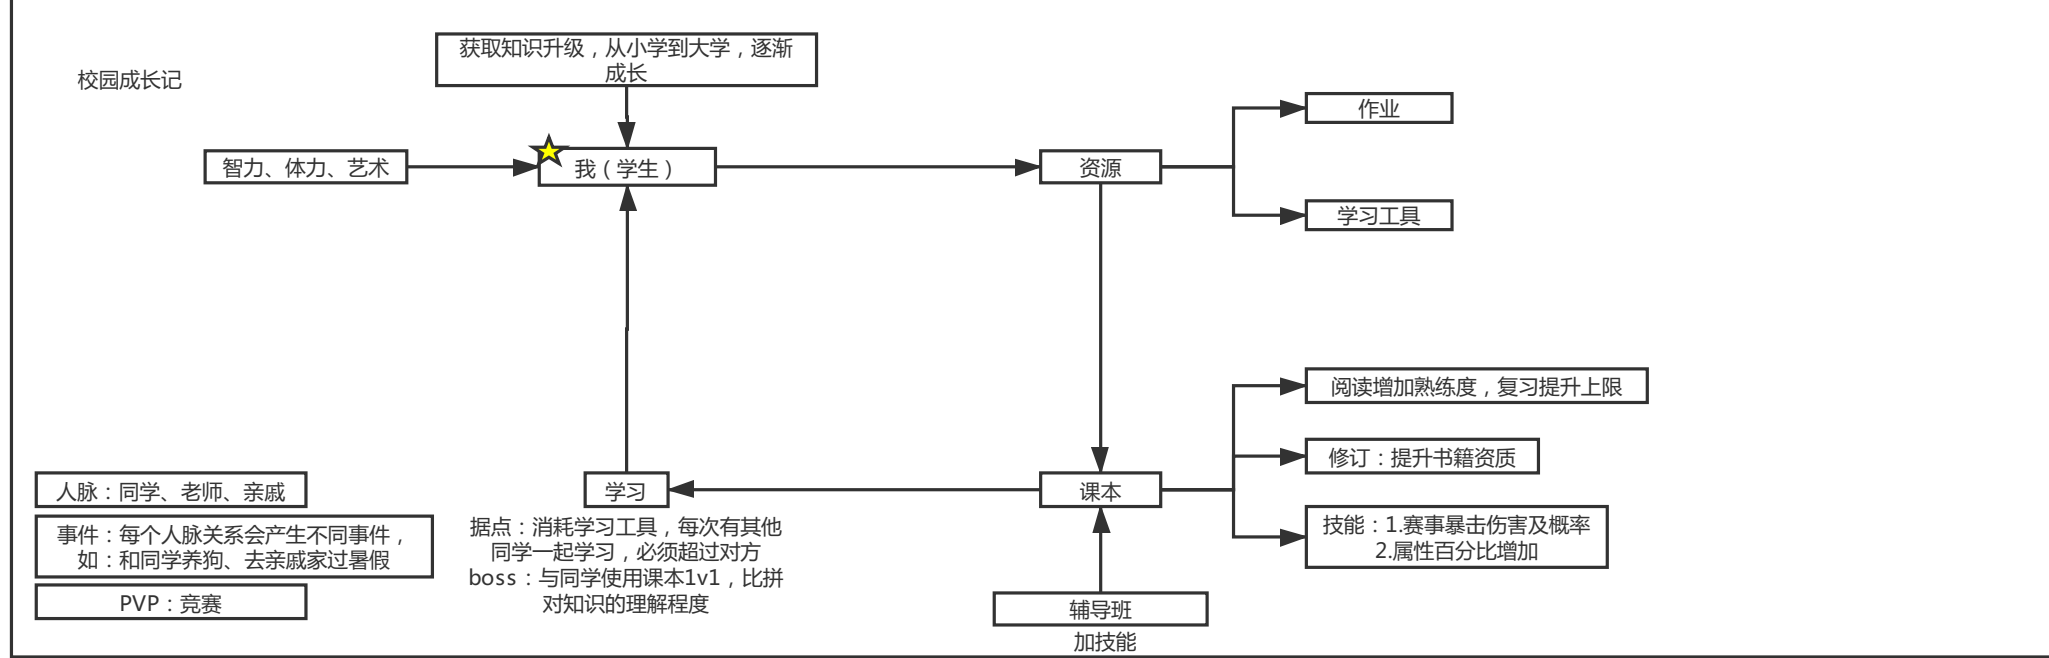 获取知识升级，从小学到大学，逐渐
成长
校园成长记
作业
智力、体力、艺术
我（学生）
资源
学习工具
阅读增加熟练度，复习提升上限
修订：提升书籍资质
人脉：同学、老师、亲戚
学习
课本
事件：每个人脉关系会产生不同事件，
如：和同学养狗、去亲戚家过暑假
据点：消耗学习工具，每次有其他
同学一起学习，必须超过对方
boss：与同学使用课本1v1，比拼
对知识的理解程度
技能：1.赛事暴击伤害及概率
2.属性百分比增加
PVP：竞赛
辅导班
加技能